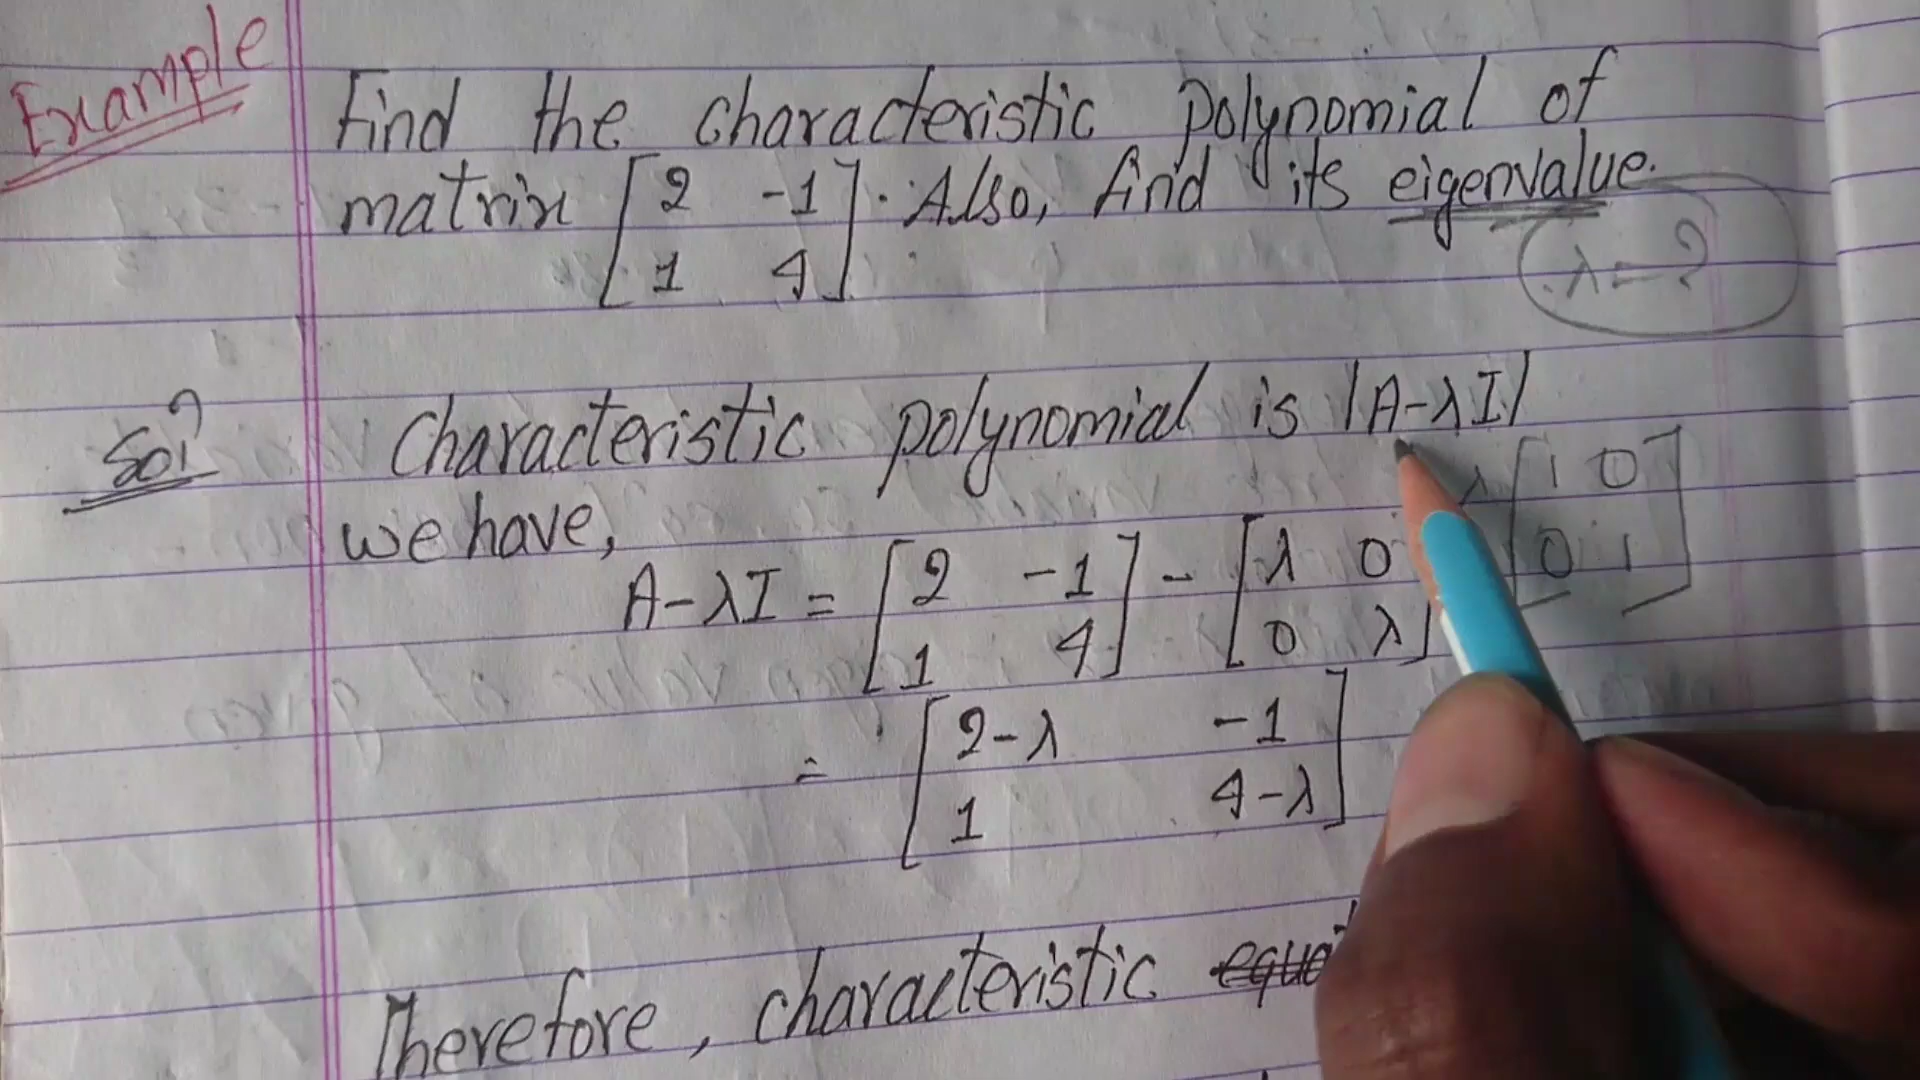 Example
Find the characteristic polynomial of
matrix [2 -1
1 4]. Also, find its eigenvalue.
λ = ?
Solⁿ
Characteristic polynomial is |A-λI|
λ [1 0
0 1]
we have,
A-λI = [2 -1
1 4] - [λ 0
0 λ]
= [2-λ -1
1 4-λ]
Therefore, characteristic